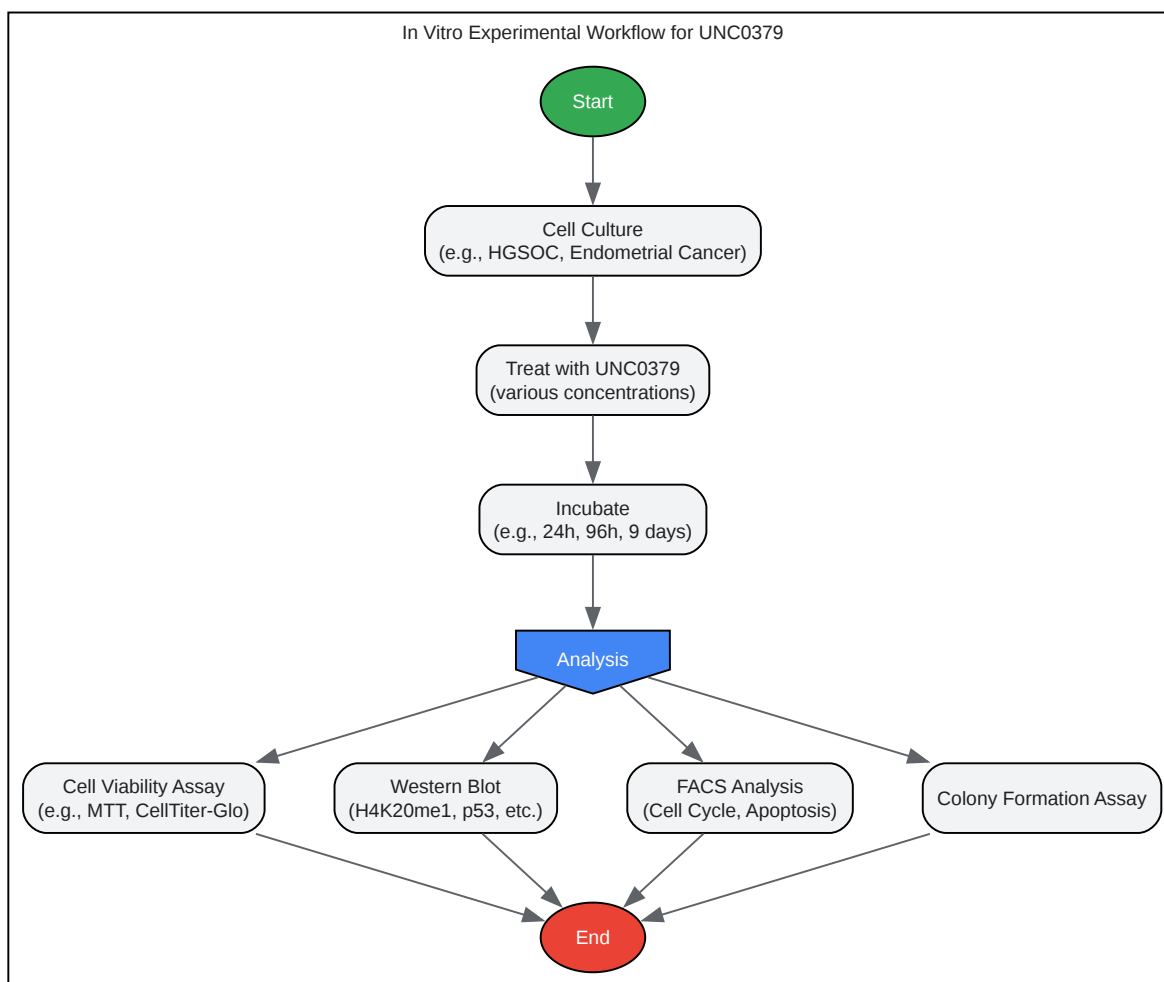 In Vitro Experimental Workflow for UNC0379
Start
Cell Culture
(e.g., HGSOC, Endometrial Cancer)
Treat with UNC0379
(various concentrations)
Incubate
(e.g., 24h, 96h, 9 days)
Analysis
Cell Viability Assay
(e.g., MTT, CellTiter-Glo)
Western Blot
(H4K20me1, p53, etc.)
FACS Analysis
(Cell Cycle, Apoptosis)
Colony Formation Assay
End